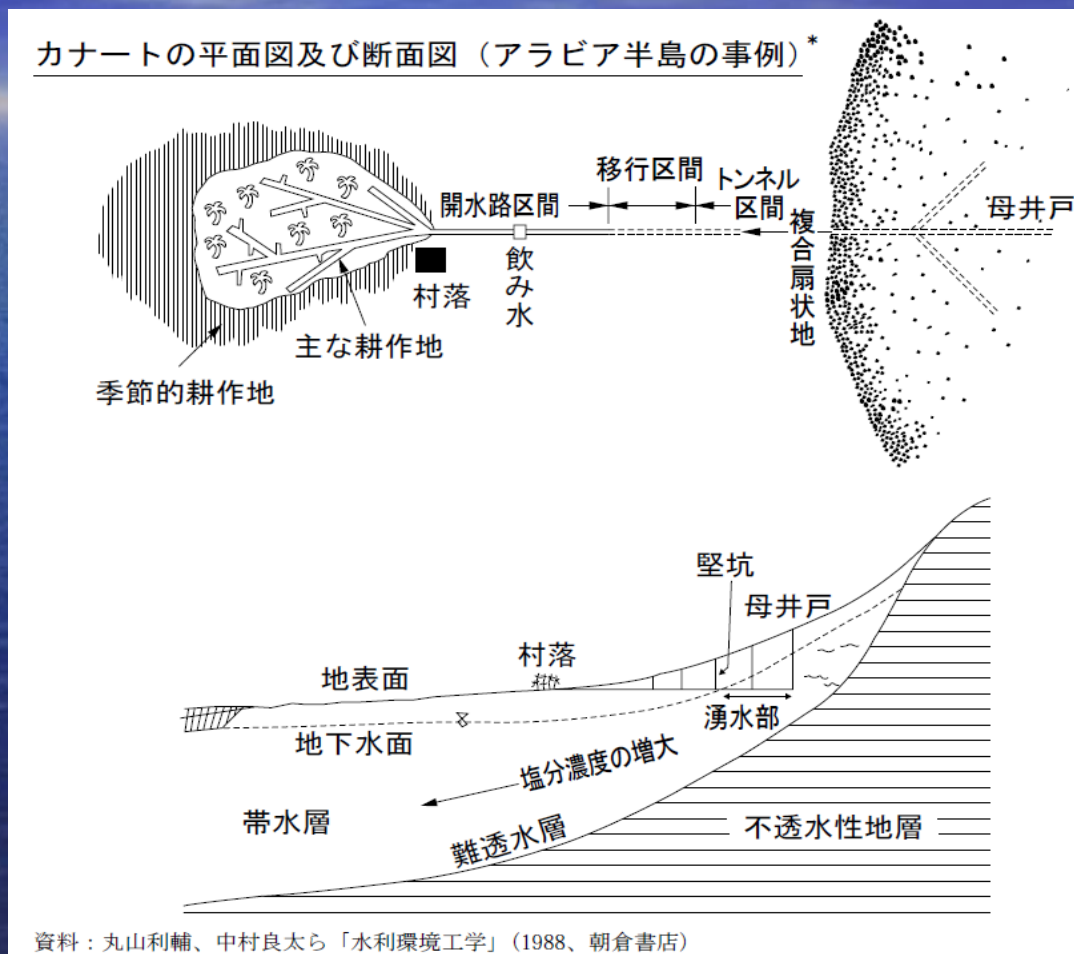 カナートの平面図及び断面図（アラビア半島の事例）*
移行区間
トンネル
区間
開水路区間
母井戸
複合扇状地
飲み水
村落
主な耕作地
季節的耕作地
堅坑
母井戸
村落
地表面
湧水部
地下水面
塩分濃度の増大
帯水層
難透水層
不透水性地層
資料：丸山利輔、中村良太ら「水利環境工学」（1988、朝倉書店）